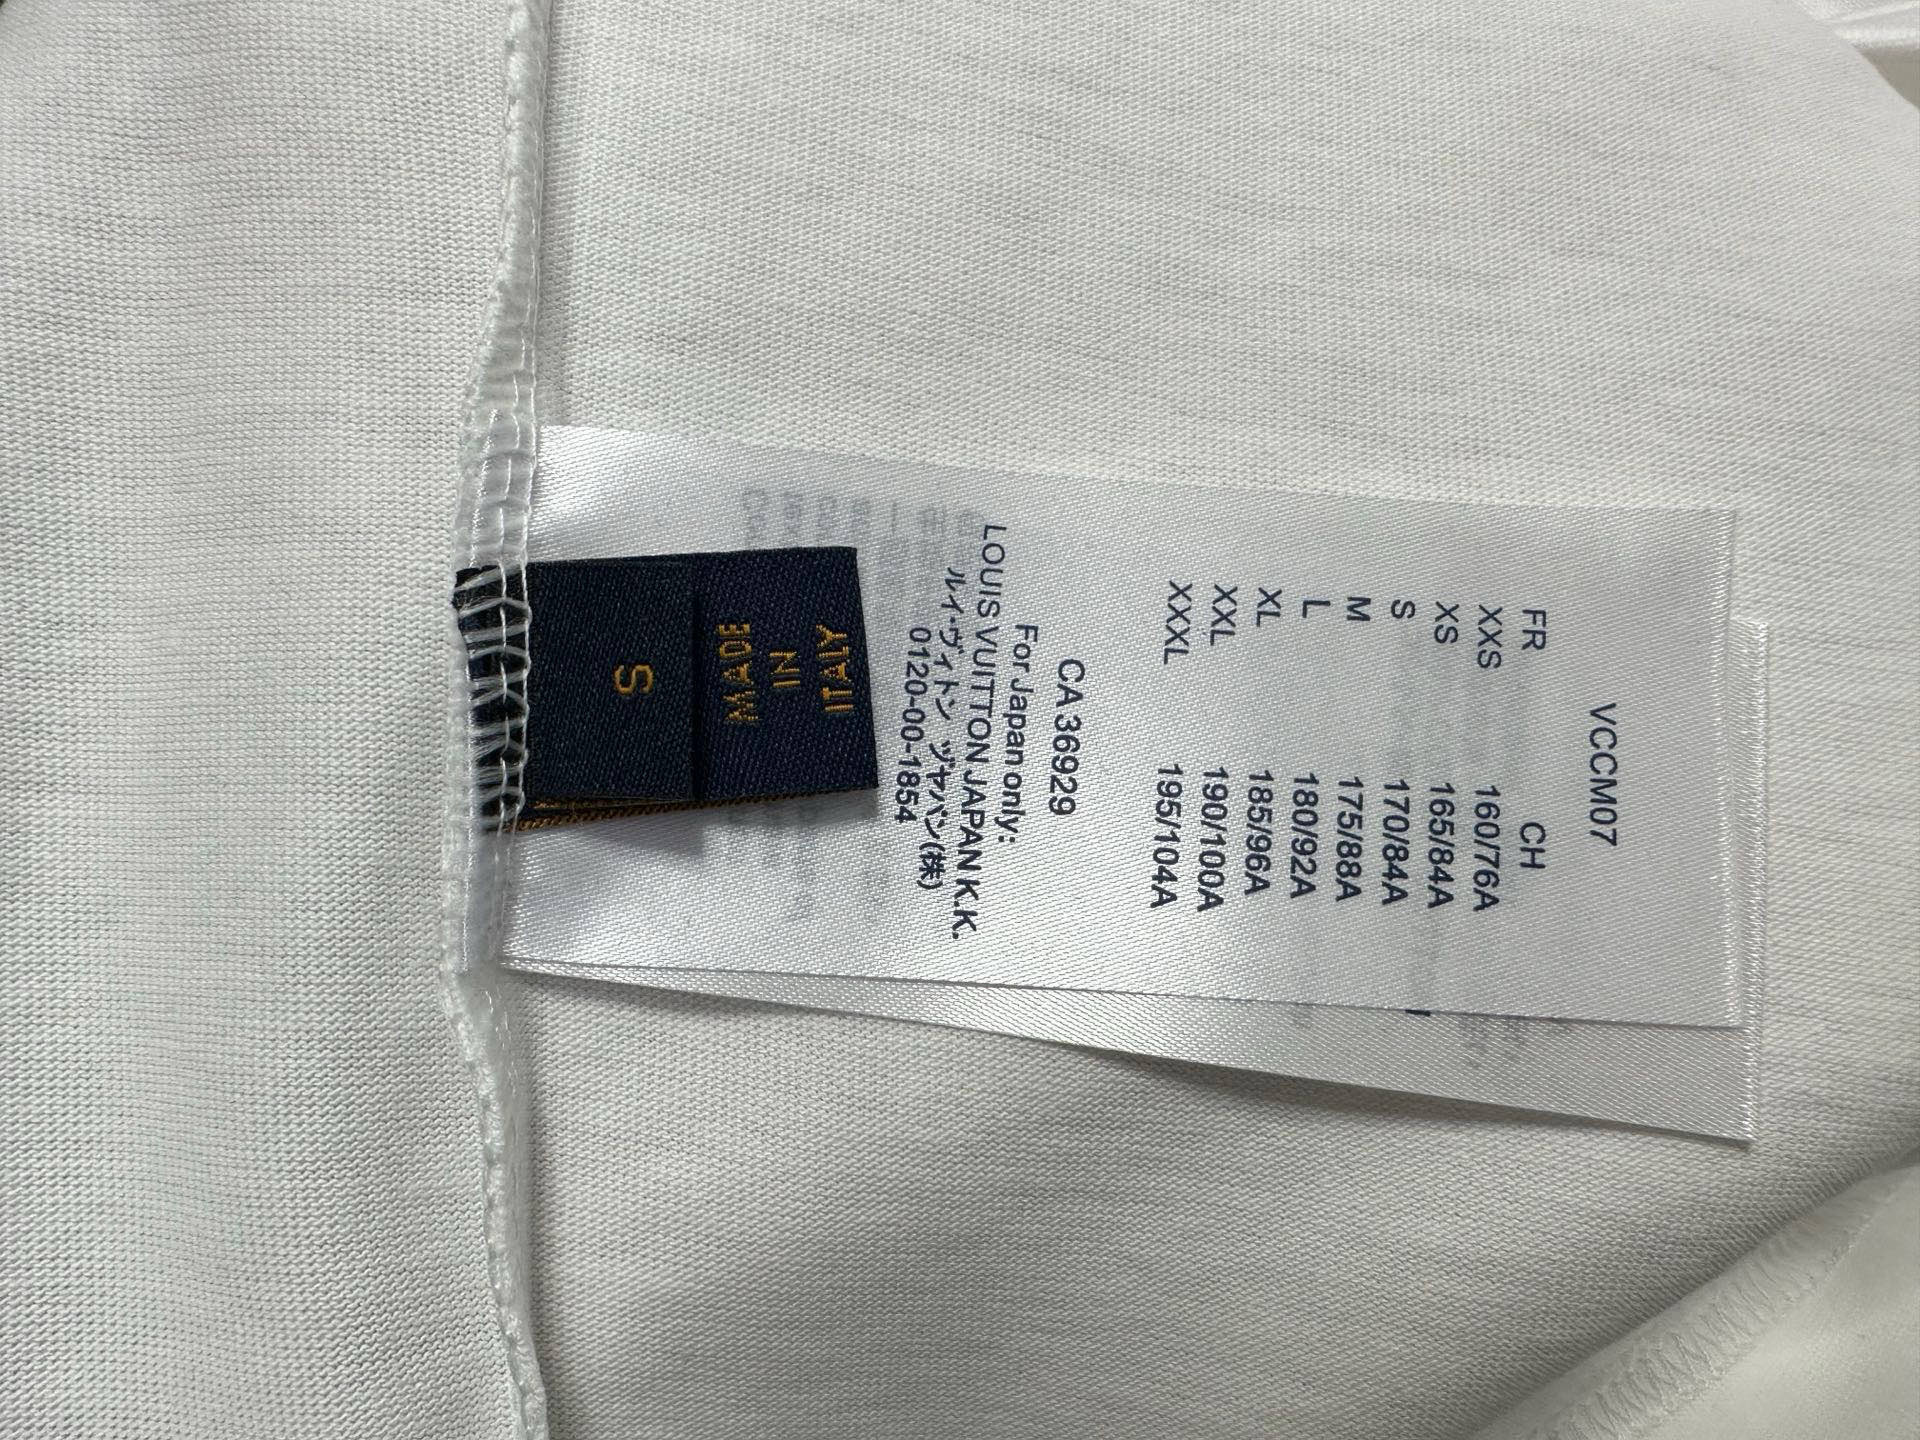 VCCM07
FR CH
XXS 160/76A
XS 165/84A
S 170/84A
M 175/88A
L 180/92A
XL 185/96A
XXL 190/100A
XXXL 195/104A
CA 36929
For Japan only:
LOUIS VUITTON JAPAN K.K.
ルイ・ヴィトン ヅヤパン(株)
0120-00-1854
S
MADE
IN
ITALY